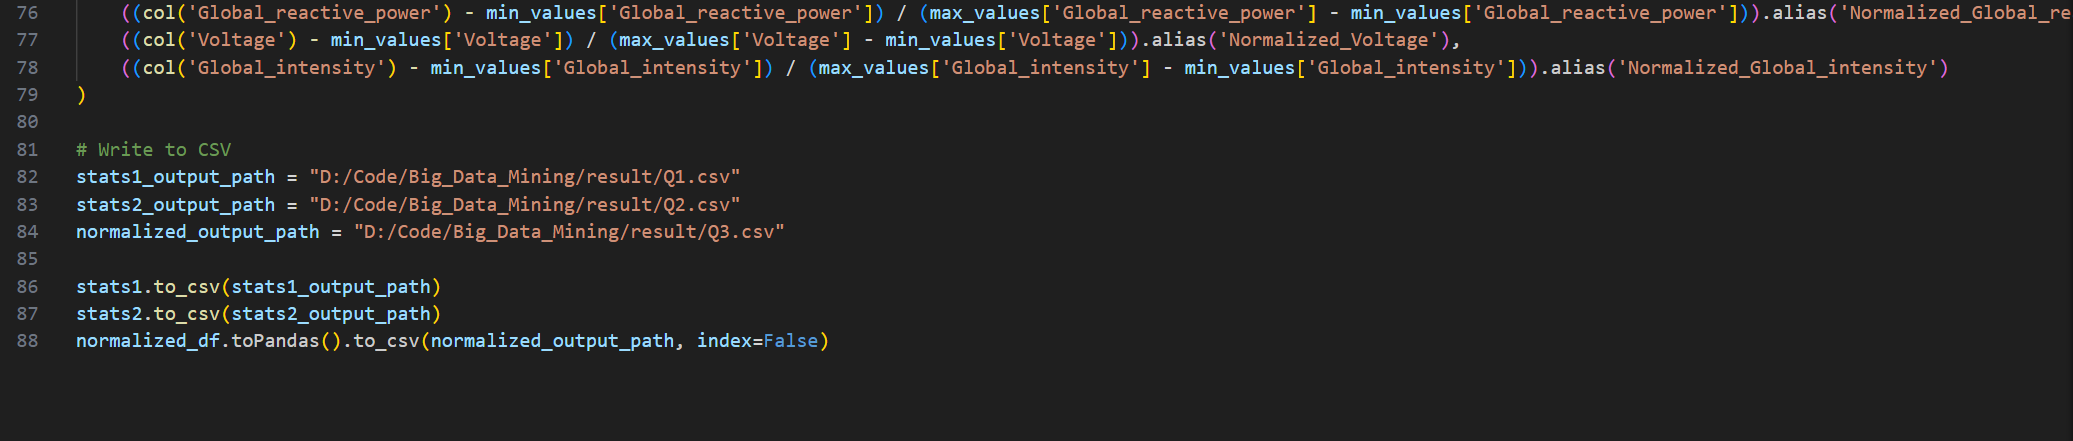 76 ((col('Global_reactive_power') - min_values['Global_reactive_power']) / (max_values['Global_reactive_power'] - min_values['Global_reactive_power'])).alias('Normalized_Global_re
77 ((col('Voltage') - min_values['Voltage']) / (max_values['Voltage'] - min_values['Voltage'])).alias('Normalized_Voltage'),
78 ((col('Global_intensity') - min_values['Global_intensity']) / (max_values['Global_intensity'] - min_values['Global_intensity'])).alias('Normalized_Global_intensity')
79 )
80
81 # Write to CSV
82 stats1_output_path = "D:/Code/Big_Data_Mining/result/Q1.csv"
83 stats2_output_path = "D:/Code/Big_Data_Mining/result/Q2.csv"
84 normalized_output_path = "D:/Code/Big_Data_Mining/result/Q3.csv"
85
86 stats1.to_csv(stats1_output_path)
87 stats2.to_csv(stats2_output_path)
88 normalized_df.toPandas().to_csv(normalized_output_path, index=False)